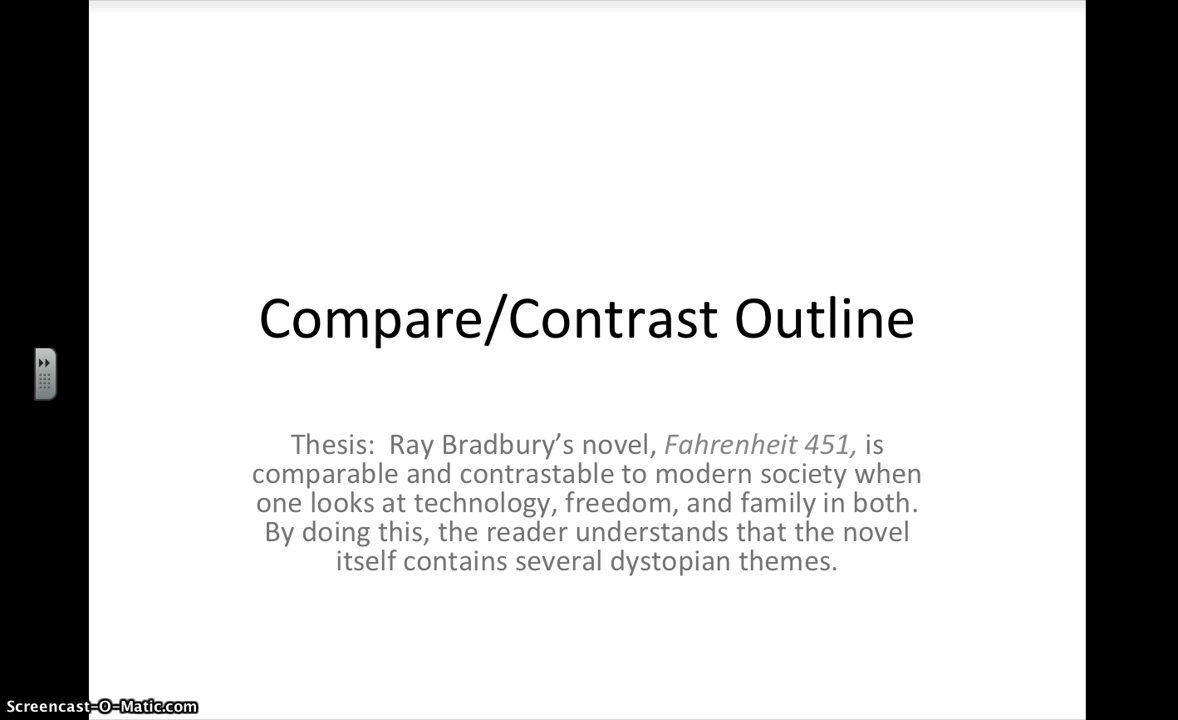 Compare/Contrast Outline
Thesis:  Ray Bradbury’s novel, Fahrenheit 451, is
comparable and contrastable to modern society when
one looks at technology, freedom, and family in both.
By doing this, the reader understands that the novel
itself contains several dystopian themes.
Screencast-O-Matic.com